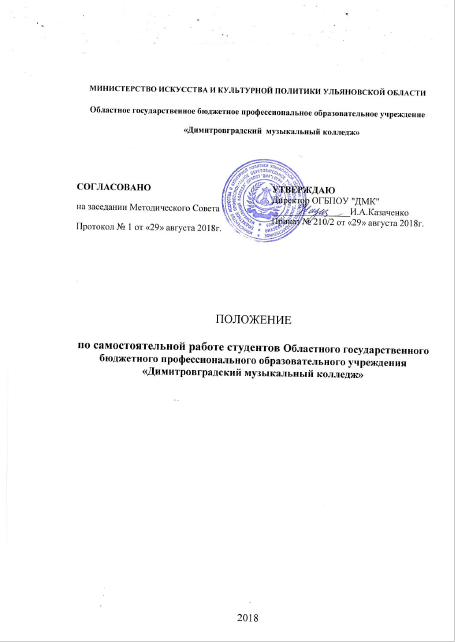 МИНИСТЕРСТВО ИСКУССТВА И КУЛЬТУРНОЙ ПОЛИТИКИ УЛЬЯНОВСКОЙ ОБЛАСТИ
Областное государственное бюджетное профессиональное образовательное учреждение
«Димитровградский музыкальный колледж»
СОГЛАСОВАНО
на заседании Методического Совета
Протокол № 1 от «29» августа 2018г.
УТВЕРЖДАЮ
Директор ОГБПОУ "ДМК"
И.А.Казаченко
Приказ № 210/2 от «29» августа 2018г.
ПОЛОЖЕНИЕ
по самостоятельной работе студентов Областного государственного
бюджетного профессионального образовательного учреждения
«Димитровградский музыкальный колледж»
2018